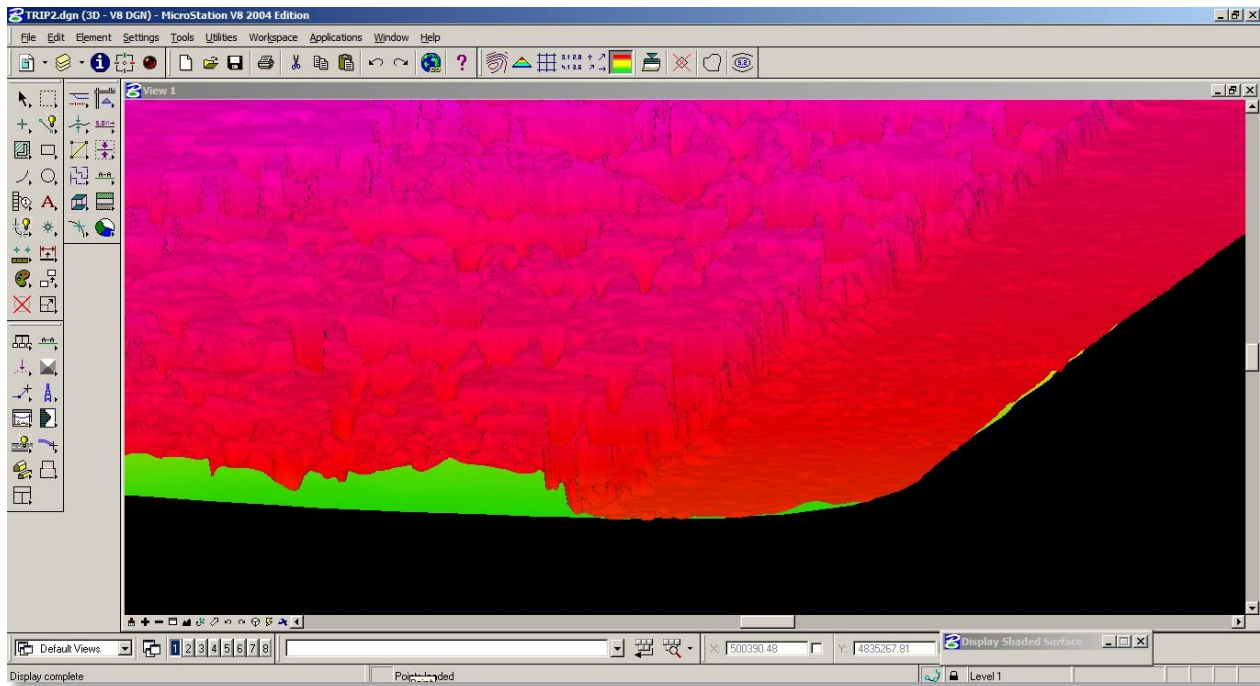 TRIP2.dgn (3D - V8 DGN) - MicroStation V8 2004 Edition
File Edit Element Settings Tools Utilities Workspace Applications Window Help
View 1
Default Views
1 2 3 4 5 6 7 8
X: 500390.48 Y: 4835267.81
Display Shaded Surface
Display complete
loaded
Level 1